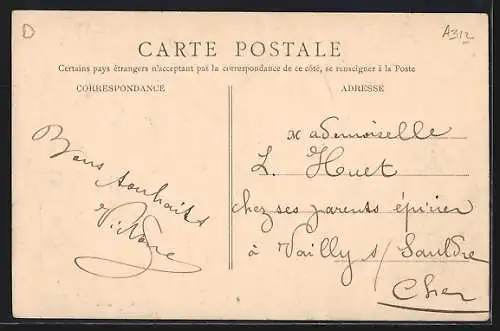 D
A312
CARTE POSTALE
Certains pays étrangers n'acceptant pas la correspondance de ce côté, se renseigner à la Poste
CORRESPONDANCE
ADRESSE
Bons souhaits
Victoire
Mademoiselle
L. Huet
chez ses parents épicier
à Vailly s/ Sauldre
Cher